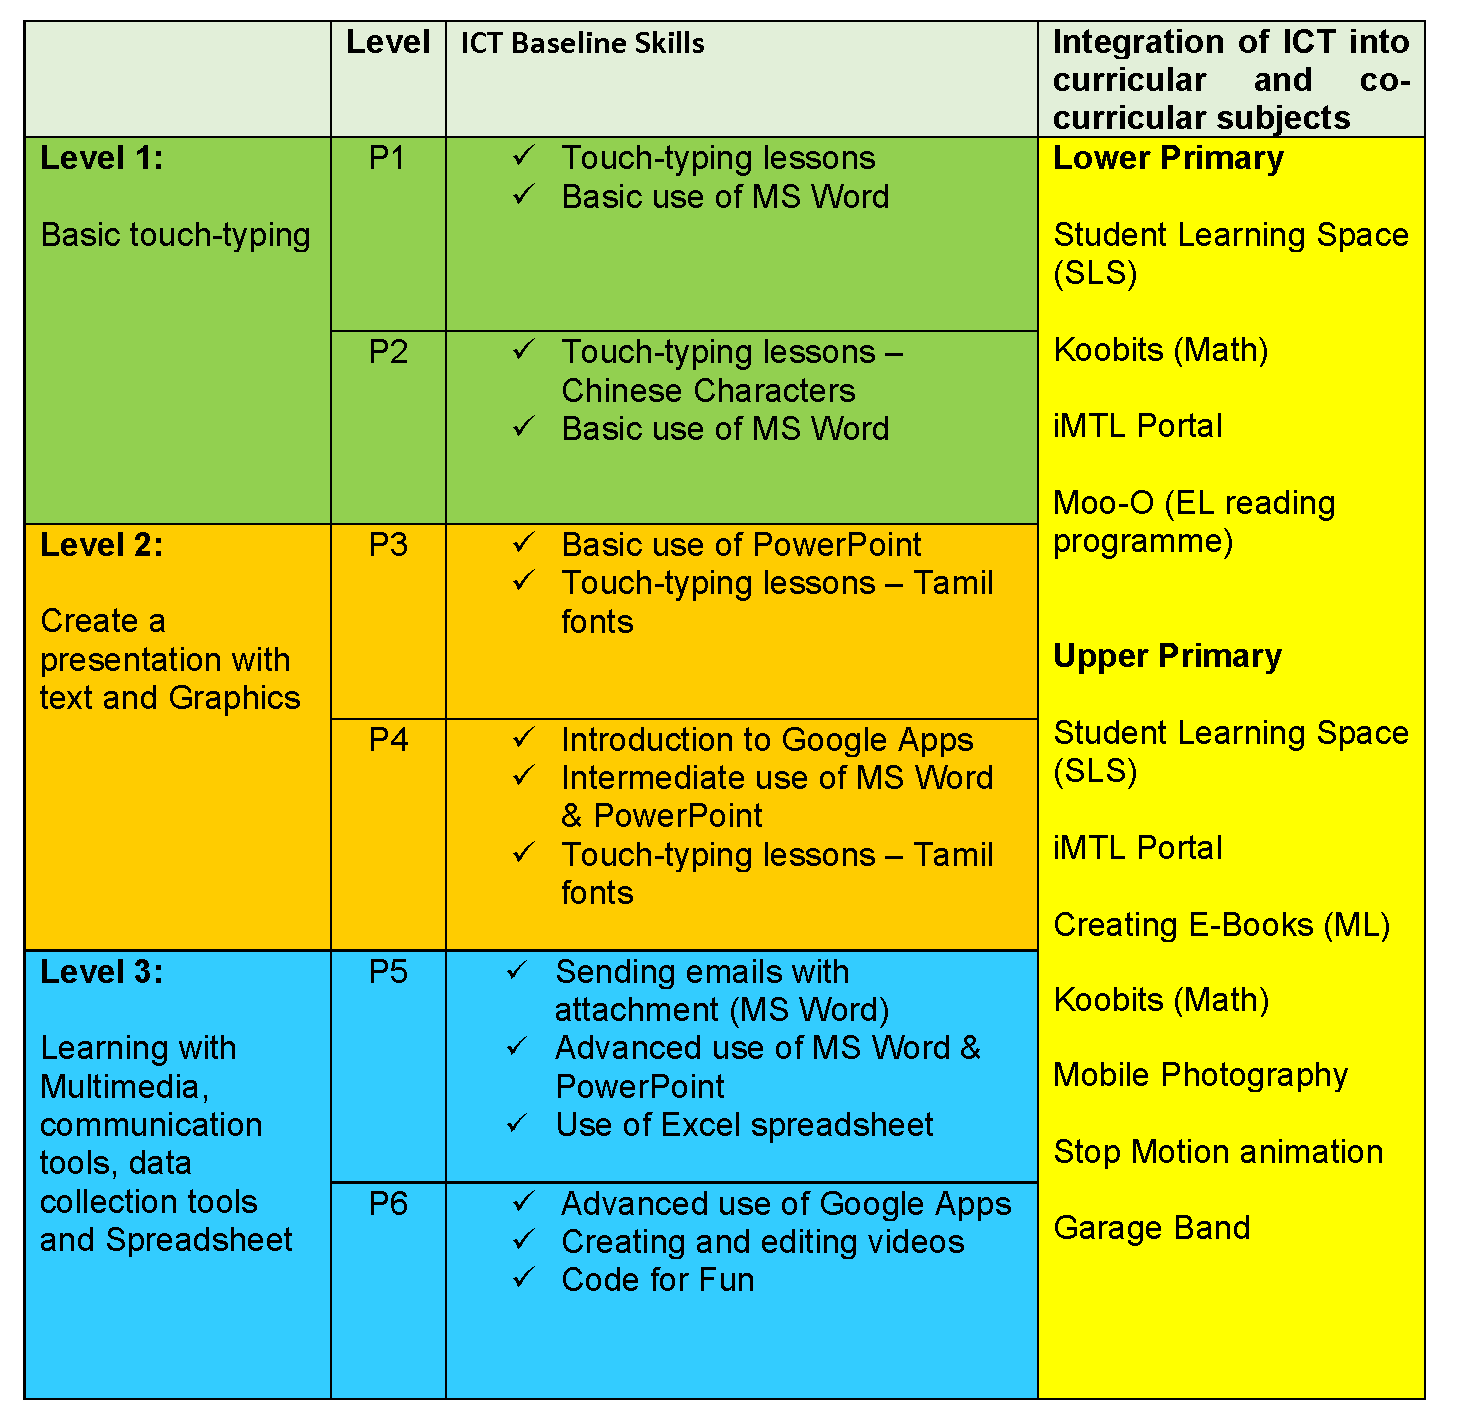 Level
ICT Baseline Skills
Integration of ICT into
curricular and co-
curricular subjects
Level 1:
Basic touch-typing
P1
✓ Touch-typing lessons
✓ Basic use of MS Word
P2
✓ Touch-typing lessons –
Chinese Characters
✓ Basic use of MS Word
Level 2:
Create a
presentation with
text and Graphics
P3
✓ Basic use of PowerPoint
✓ Touch-typing lessons – Tamil
fonts
P4
✓ Introduction to Google Apps
✓ Intermediate use of MS Word
& PowerPoint
✓ Touch-typing lessons – Tamil
fonts
Level 3:
Learning with
Multimedia,
communication
tools, data
collection tools
and Spreadsheet
P5
✓ Sending emails with
attachment (MS Word)
✓ Advanced use of MS Word &
PowerPoint
✓ Use of Excel spreadsheet
P6
✓ Advanced use of Google Apps
✓ Creating and editing videos
✓ Code for Fun
Lower Primary
Student Learning Space
(SLS)
Koobits (Math)
iMTL Portal
Moo-O (EL reading
programme)
Upper Primary
Student Learning Space
(SLS)
iMTL Portal
Creating E-Books (ML)
Koobits (Math)
Mobile Photography
Stop Motion animation
Garage Band